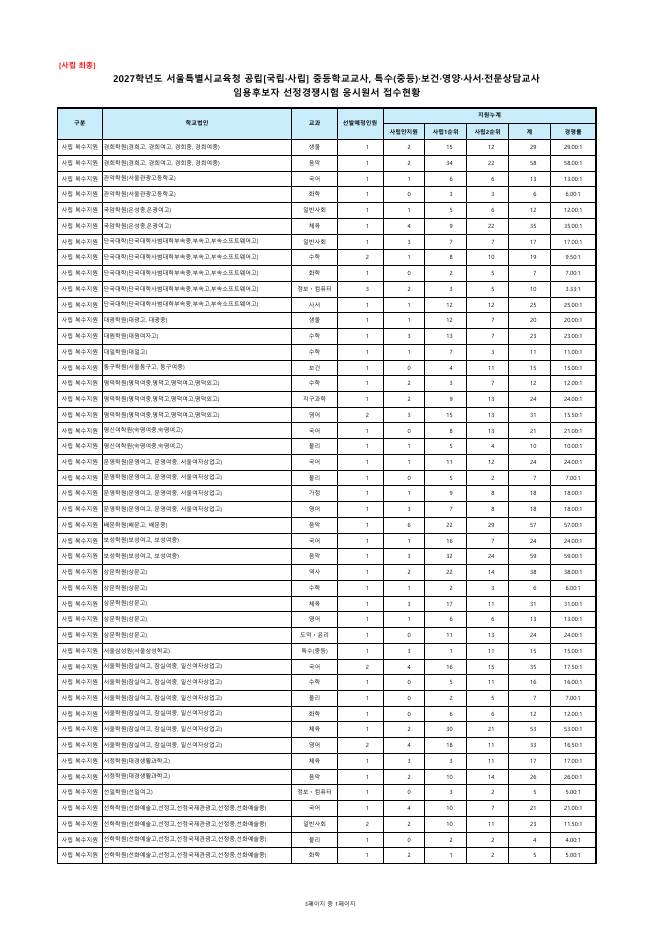 [사립 최종]
2027학년도 서울특별시교육청 공립[국립·사립] 중등학교교사, 특수(중등)·보건·영양·사서·전문상담교사
임용후보자 선정경쟁시험 응시원서 접수현황
구분 학교법인 교과 선발예정인원 지원누계
사립만지원 사립1순위 사립2순위 계 경쟁률
사립 복수지원 경희학원(경희고, 경희여고, 경희중, 경희여중) 생물 1 2 15 12 29 29.00:1
사립 복수지원 경희학원(경희고, 경희여고, 경희중, 경희여중) 음악 1 2 34 22 58 58.00:1
사립 복수지원 관악학원(서울관광고등학교) 국어 1 1 6 6 13 13.00:1
사립 복수지원 관악학원(서울관광고등학교) 화학 1 0 3 3 6 6.00:1
사립 복수지원 국암학원(은성중,은광여고) 일반사회 1 1 5 6 12 12.00:1
사립 복수지원 국암학원(은성중,은광여고) 체육 1 4 9 22 35 35.00:1
사립 복수지원 단국대학(단국대학사범대학부속중,부속고,부속소프트웨어고) 일반사회 1 3 7 7 17 17.00:1
사립 복수지원 단국대학(단국대학사범대학부속중,부속고,부속소프트웨어고) 수학 2 1 8 10 19 9.50:1
사립 복수지원 단국대학(단국대학사범대학부속중,부속고,부속소프트웨어고) 화학 1 0 2 5 7 7.00:1
사립 복수지원 단국대학(단국대학사범대학부속중,부속고,부속소프트웨어고) 정보・컴퓨터 3 2 3 5 10 3.33:1
사립 복수지원 단국대학(단국대학사범대학부속중,부속고,부속소프트웨어고) 사서 1 1 12 12 25 25.00:1
사립 복수지원 대광학원(대광고, 대광중) 생물 1 1 12 7 20 20.00:1
사립 복수지원 대원학원(대원여자고) 수학 1 3 13 7 23 23.00:1
사립 복수지원 대일학원(대일고) 수학 1 1 7 3 11 11.00:1
사립 복수지원 동구학원(서울동구고, 동구여중) 보건 1 0 4 11 15 15.00:1
사립 복수지원 명덕학원(명덕여중,명덕고,명덕여고,명덕외고) 수학 1 2 3 7 12 12.00:1
사립 복수지원 명덕학원(명덕여중,명덕고,명덕여고,명덕외고) 지구과학 1 2 9 13 24 24.00:1
사립 복수지원 명덕학원(명덕여중,명덕고,명덕여고,명덕외고) 영어 2 3 15 13 31 15.50:1
사립 복수지원 명신여학원(숙명여중,숙명여고) 국어 1 0 8 13 21 21.00:1
사립 복수지원 명신여학원(숙명여중,숙명여고) 물리 1 1 5 4 10 10.00:1
사립 복수지원 문영학원(문영여고, 문영여중, 서울여자상업고) 국어 1 1 11 12 24 24.00:1
사립 복수지원 문영학원(문영여고, 문영여중, 서울여자상업고) 물리 1 0 5 2 7 7.00:1
사립 복수지원 문영학원(문영여고, 문영여중, 서울여자상업고) 가정 1 1 9 8 18 18.00:1
사립 복수지원 문영학원(문영여고, 문영여중, 서울여자상업고) 영어 1 3 7 8 18 18.00:1
사립 복수지원 배문학원(배문고, 배문중) 음악 1 6 22 29 57 57.00:1
사립 복수지원 보성학원(보성여고, 보성여중) 국어 1 1 16 7 24 24.00:1
사립 복수지원 보성학원(보성여고, 보성여중) 음악 1 3 32 24 59 59.00:1
사립 복수지원 상문학원(상문고) 역사 1 2 22 14 38 38.00:1
사립 복수지원 상문학원(상문고) 수학 1 1 2 3 6 6.00:1
사립 복수지원 상문학원(상문고) 체육 1 3 17 11 31 31.00:1
사립 복수지원 상문학원(상문고) 영어 1 1 6 6 13 13.00:1
사립 복수지원 상문학원(상문고) 도덕・윤리 1 0 11 13 24 24.00:1
사립 복수지원 서울삼성원(서울삼성학교) 특수(중등) 1 3 1 11 15 15.00:1
사립 복수지원 서울학원(잠실여고, 잠실여중, 일신여자상업고) 국어 2 4 16 15 35 17.50:1
사립 복수지원 서울학원(잠실여고, 잠실여중, 일신여자상업고) 수학 1 0 5 11 16 16.00:1
사립 복수지원 서울학원(잠실여고, 잠실여중, 일신여자상업고) 물리 1 0 2 5 7 7.00:1
사립 복수지원 서울학원(잠실여고, 잠실여중, 일신여자상업고) 화학 1 0 6 6 12 12.00:1
사립 복수지원 서울학원(잠실여고, 잠실여중, 일신여자상업고) 체육 1 2 30 21 53 53.00:1
사립 복수지원 서울학원(잠실여고, 잠실여중, 일신여자상업고) 영어 2 4 18 11 33 16.50:1
사립 복수지원 서정학원(대경생활과학고) 체육 1 3 3 11 17 17.00:1
사립 복수지원 서정학원(대경생활과학고) 음악 1 2 10 14 26 26.00:1
사립 복수지원 선일학원(선일여고) 정보・컴퓨터 1 0 3 2 5 5.00:1
사립 복수지원 선학학원(선화예술고,선정고,선정국제관광고,선정중,선화예술중) 국어 1 4 10 7 21 21.00:1
사립 복수지원 선학학원(선화예술고,선정고,선정국제관광고,선정중,선화예술중) 일반사회 2 2 10 11 23 11.50:1
사립 복수지원 선학학원(선화예술고,선정고,선정국제관광고,선정중,선화예술중) 물리 1 0 2 2 4 4.00:1
사립 복수지원 선학학원(선화예술고,선정고,선정국제관광고,선정중,선화예술중) 화학 1 2 1 2 5 5.00:1
5페이지 중 1페이지